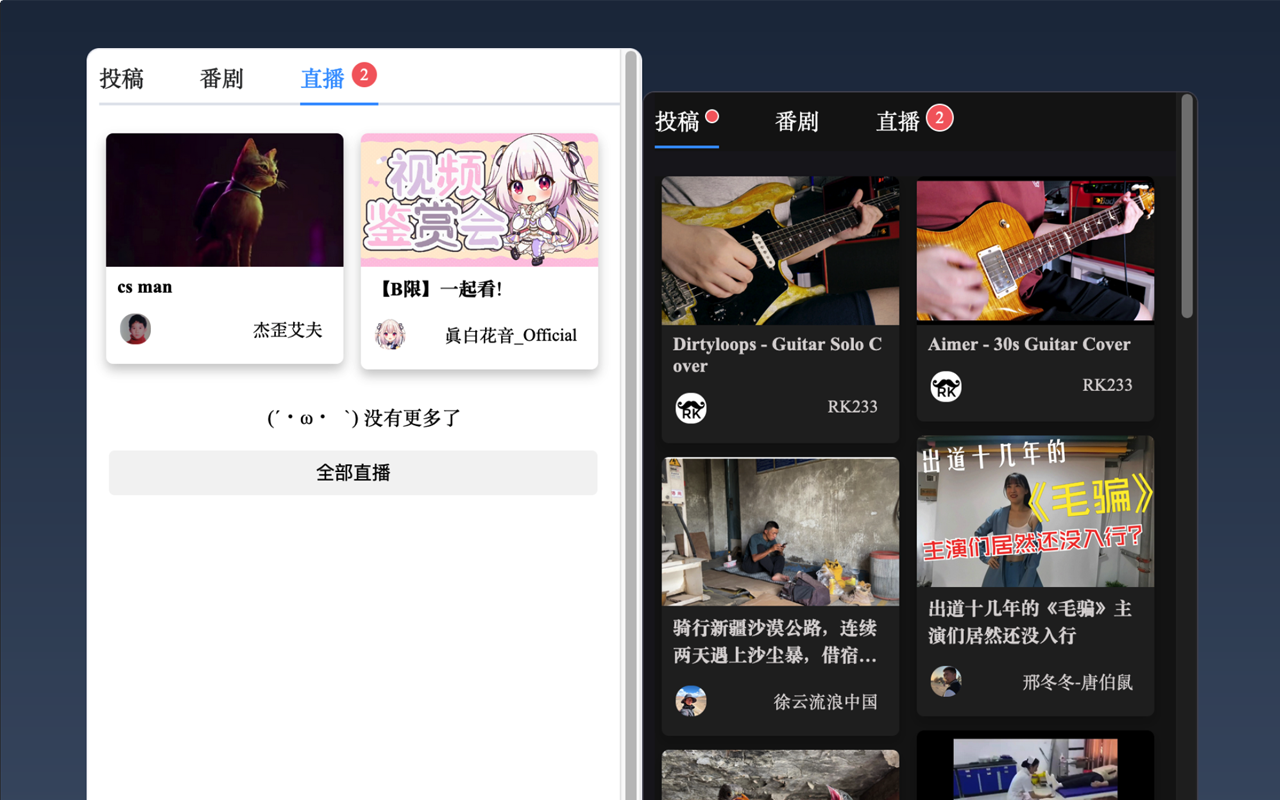 投稿
番剧
直播
2
视频
鉴赏会
cs man
杰歪艾夫
【B限】一起看!
眞白花音_Official
(´・ω・｀) 没有更多了
全部直播
投稿
番剧
直播
2
Dirtyloops - Guitar Solo C
over
RK
RK233
Aimer - 30s Guitar Cover
RK
RK233
骑行新疆沙漠公路，连续
两天遇上沙尘暴，借宿...
徐云流浪中国
出道十几年的
《毛骗》
主演们居然还没入行?
出道十几年的《毛骗》主
演们居然还没入行
邢冬冬-唐伯鼠